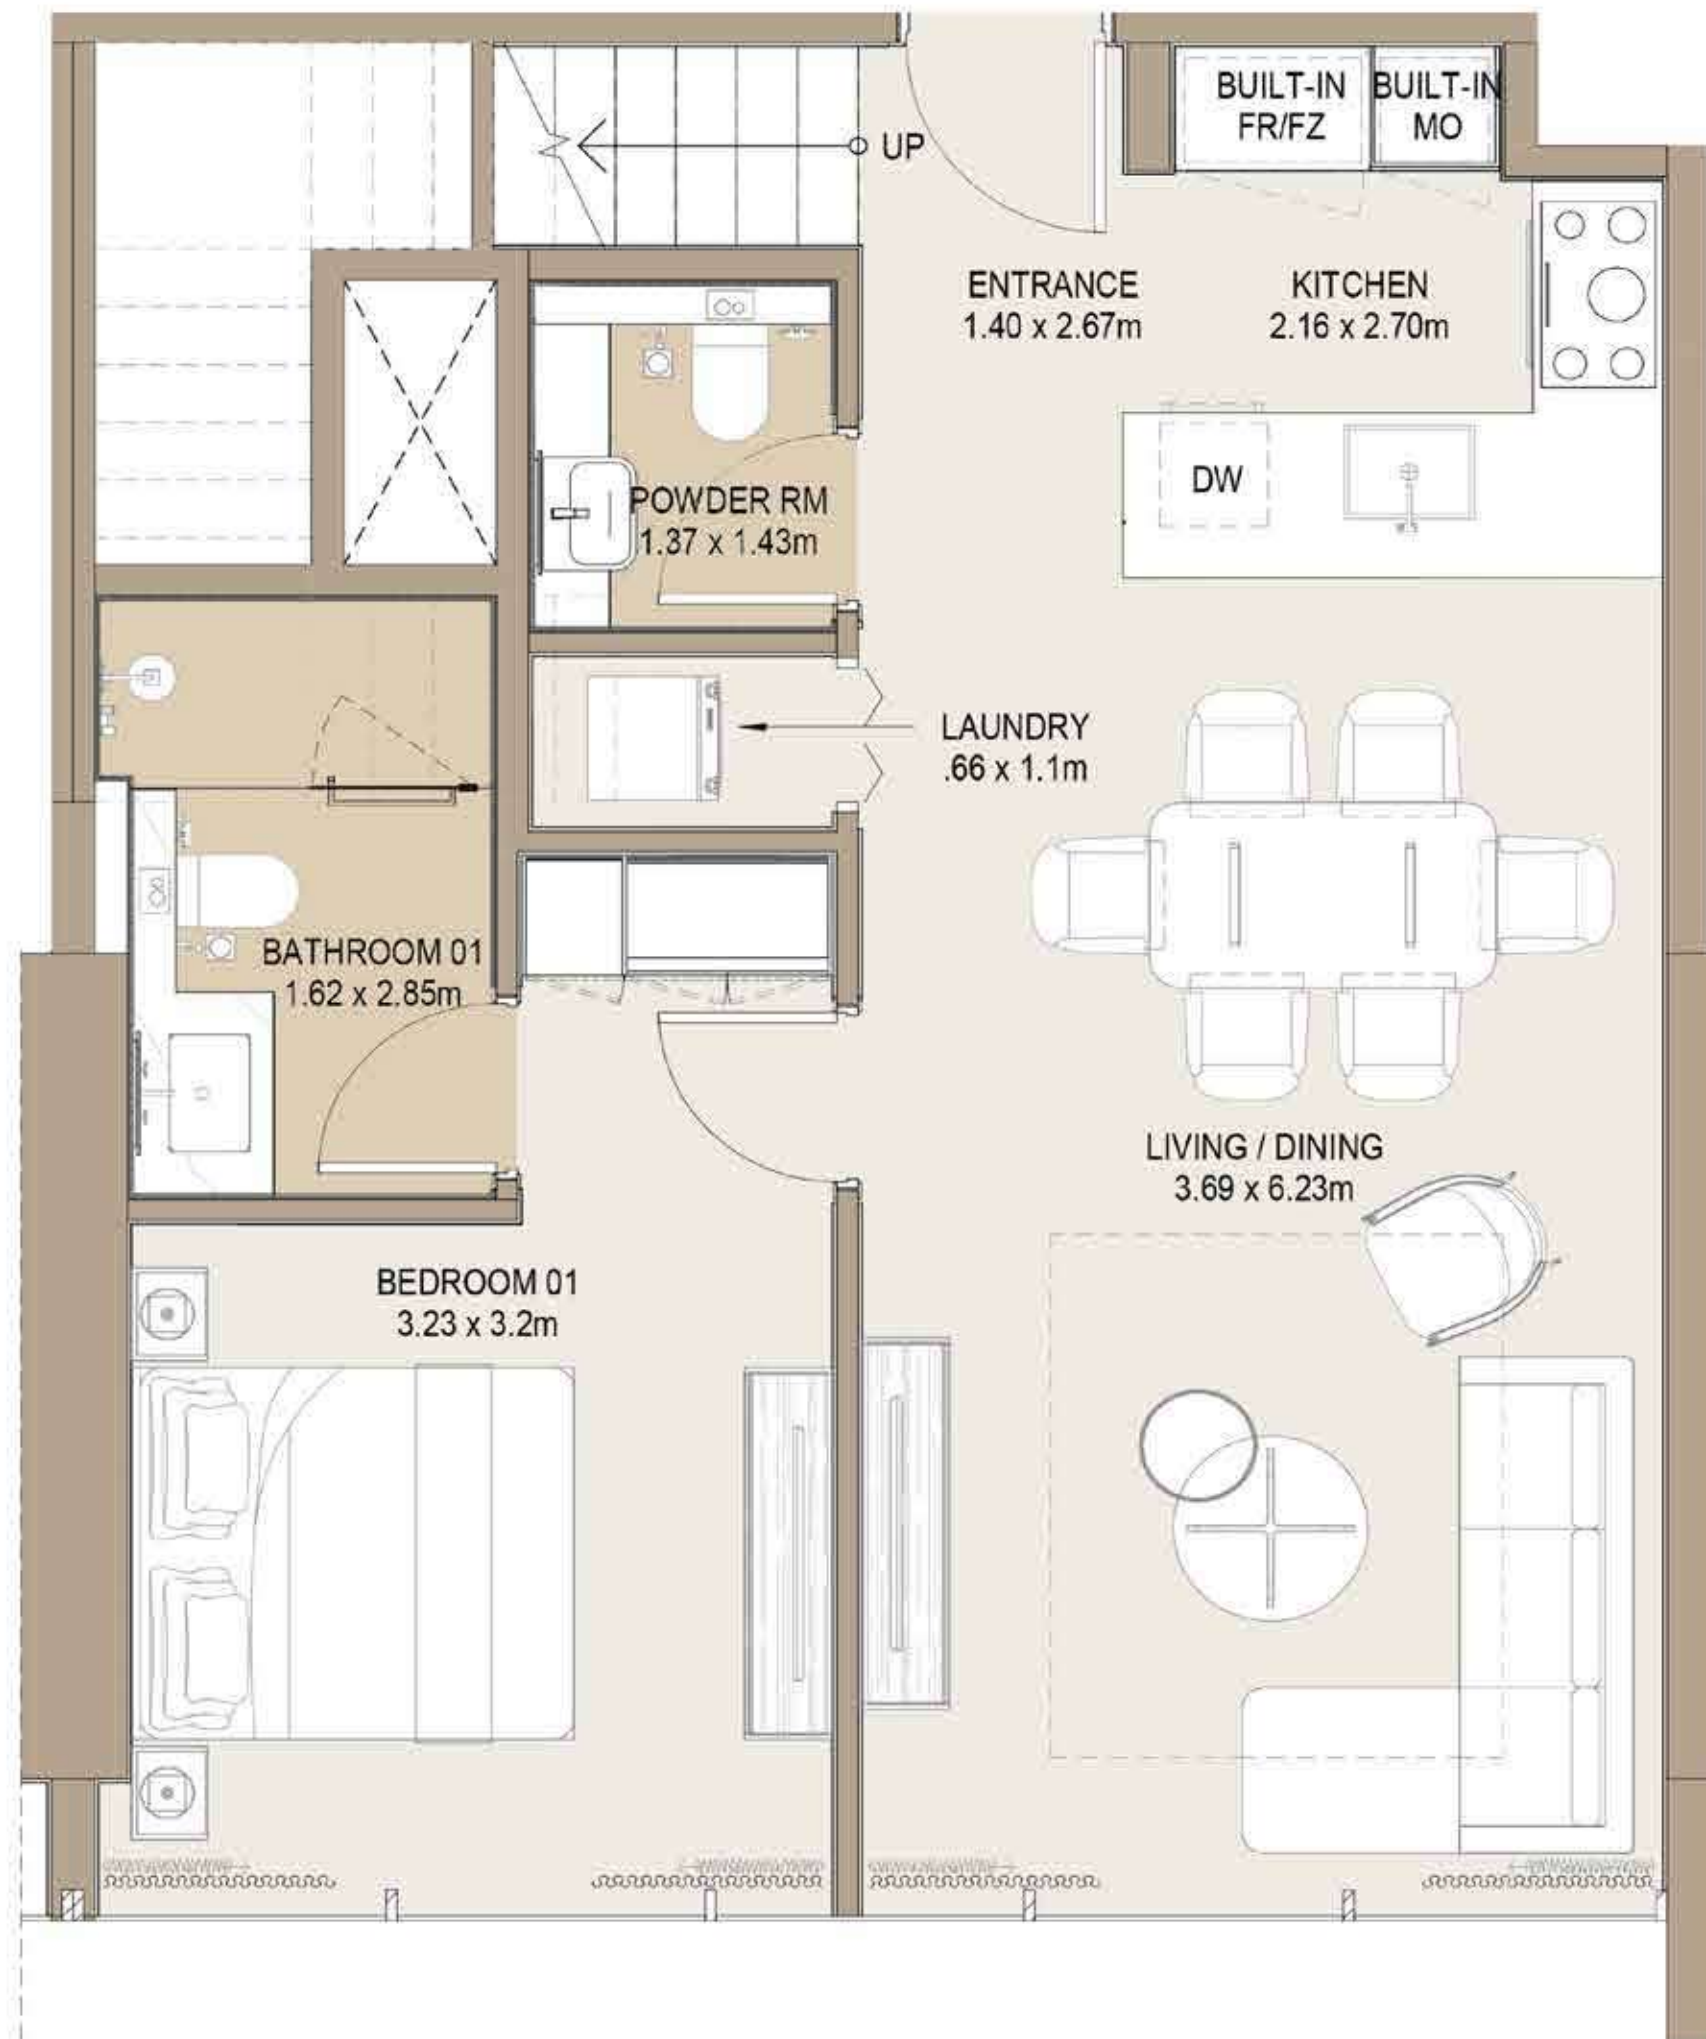 BUILT-IN
FR/FZ
BUILT-IN
MO
UP
ENTRANCE
1.40 x 2.67m
KITCHEN
2.16 x 2.70m
DW
POWDER RM
1.37 x 1.43m
LAUNDRY
.66 x 1.1m
BATHROOM 01
1.62 x 2.85m
LIVING / DINING
3.69 x 6.23m
BEDROOM 01
3.23 x 3.2m